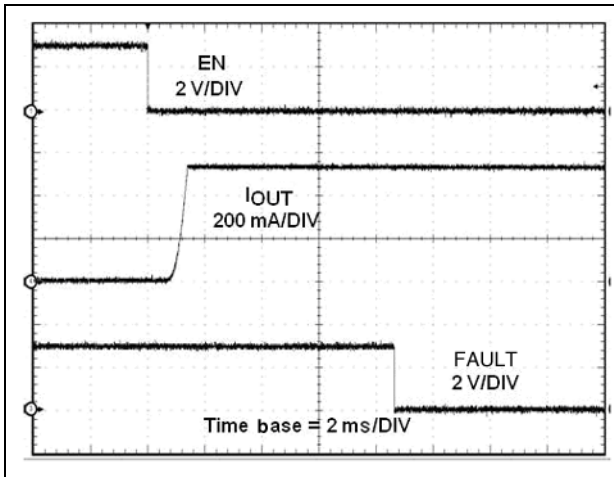 EN
2 V/DIV
IOUT
200 mA/DIV
FAULT
2 V/DIV
Time base = 2 ms/DIV